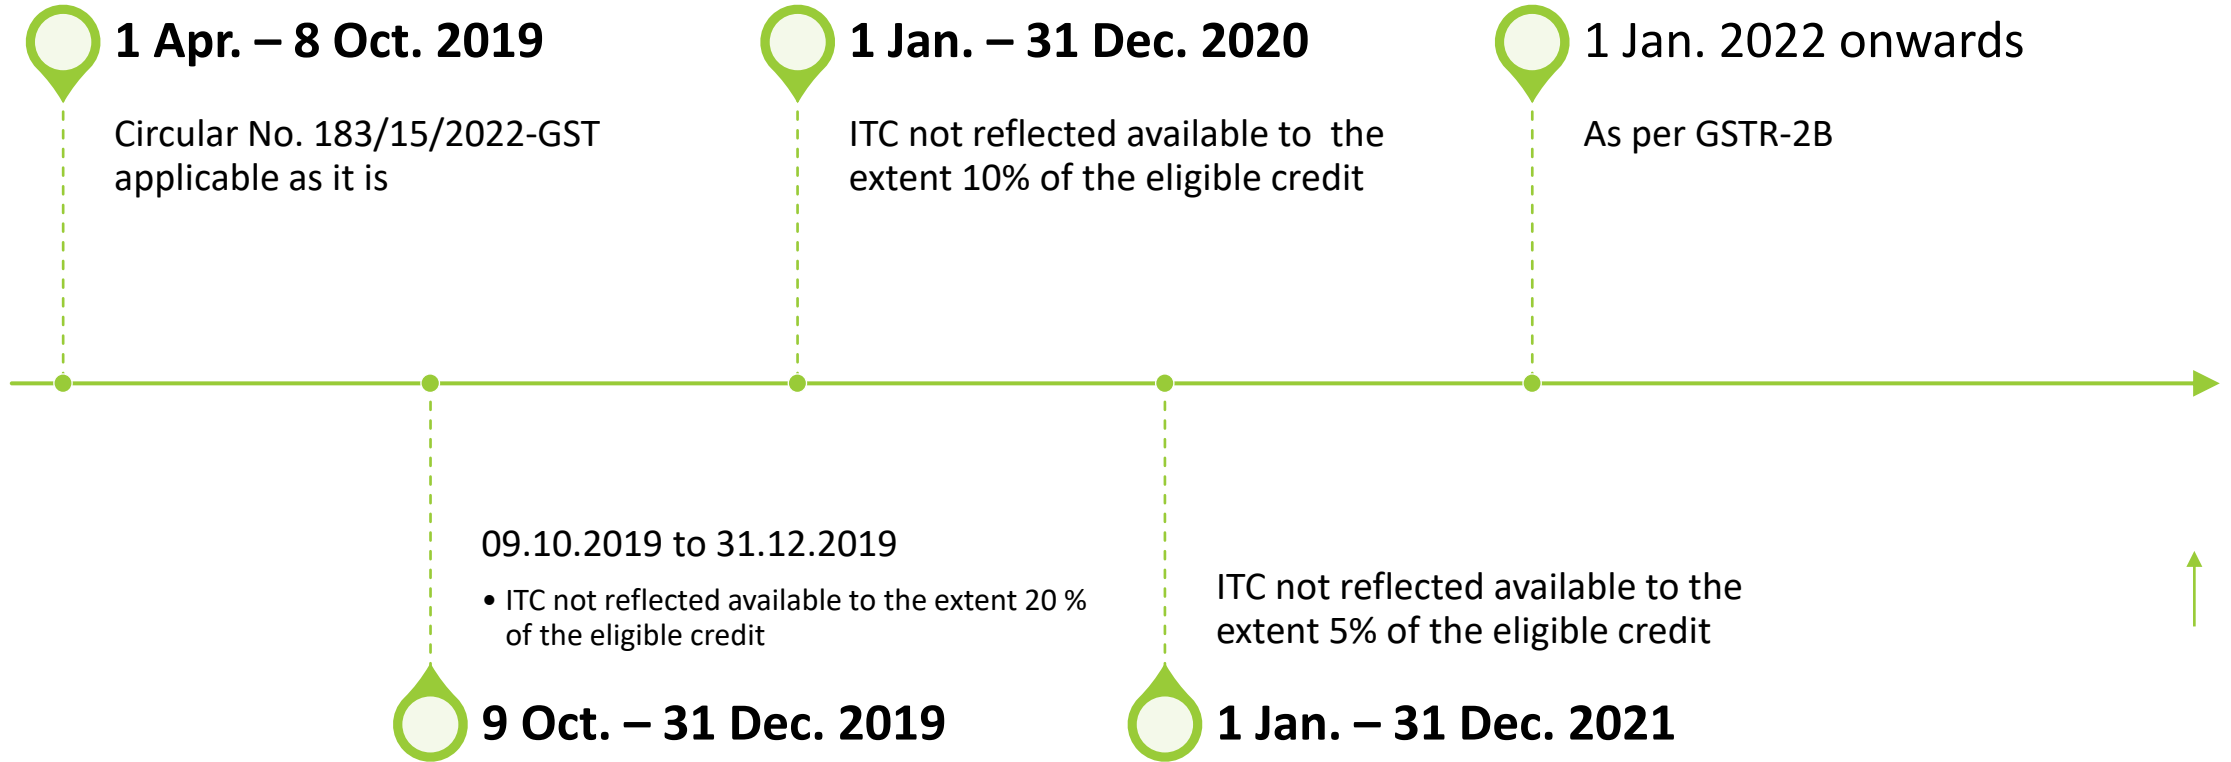 1 Apr. – 8 Oct. 2019
Circular No. 183/15/2022-GST
applicable as it is
09.10.2019 to 31.12.2019
• ITC not reflected available to the extent 20 %
of the eligible credit
9 Oct. – 31 Dec. 2019
1 Jan. – 31 Dec. 2020
ITC not reflected available to  the
extent 10% of the eligible credit
ITC not reflected available to the
extent 5% of the eligible credit
1 Jan. – 31 Dec. 2021
1 Jan. 2022 onwards
As per GSTR-2B